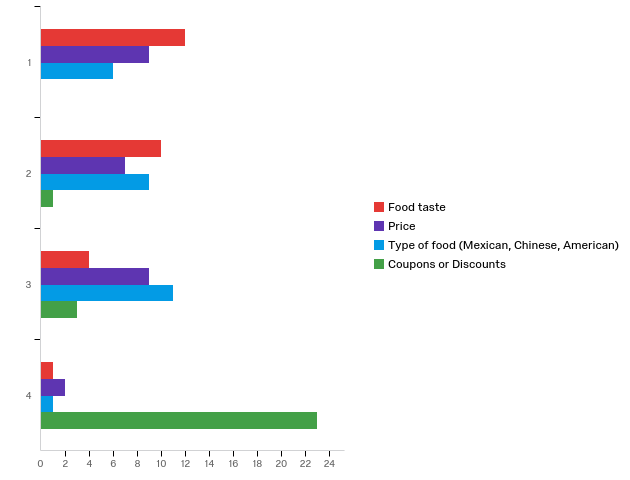 1
2
3
4
0 2 4 6 8 10 12 14 16 18 20 22 24
Food taste
Price
Type of food (Mexican, Chinese, American)
Coupons or Discounts